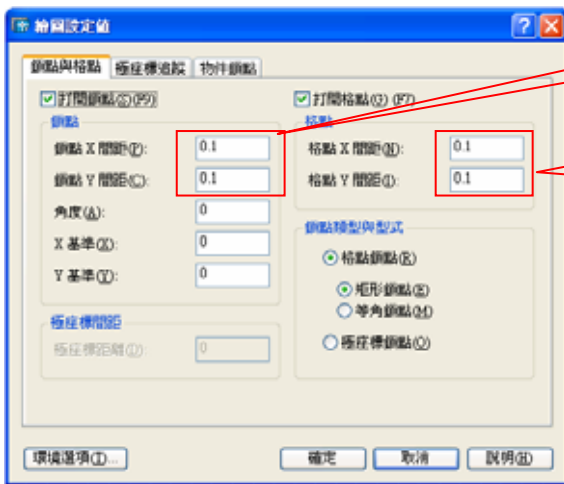 繪圖設定值
鎖點與格點 極座標追蹤 物件鎖點
打開鎖點(S) (F9)
打開格點(G) (F7)
鎖點
鎖點 X 間距(P): 0.1
鎖點 Y 間距(C): 0.1
角度(A): 0
X 基準(X): 0
Y 基準(Y): 0
極座標間距
極座標距離(D): 0
格點
格點 X 間距(N): 0.1
格點 Y 間距(I): 0.1
鎖點類型與型式
格點鎖點(R)
矩形鎖點(E)
等角鎖點(M)
極座標鎖點(O)
環境選項(T)... 確定 取消 說明(H)